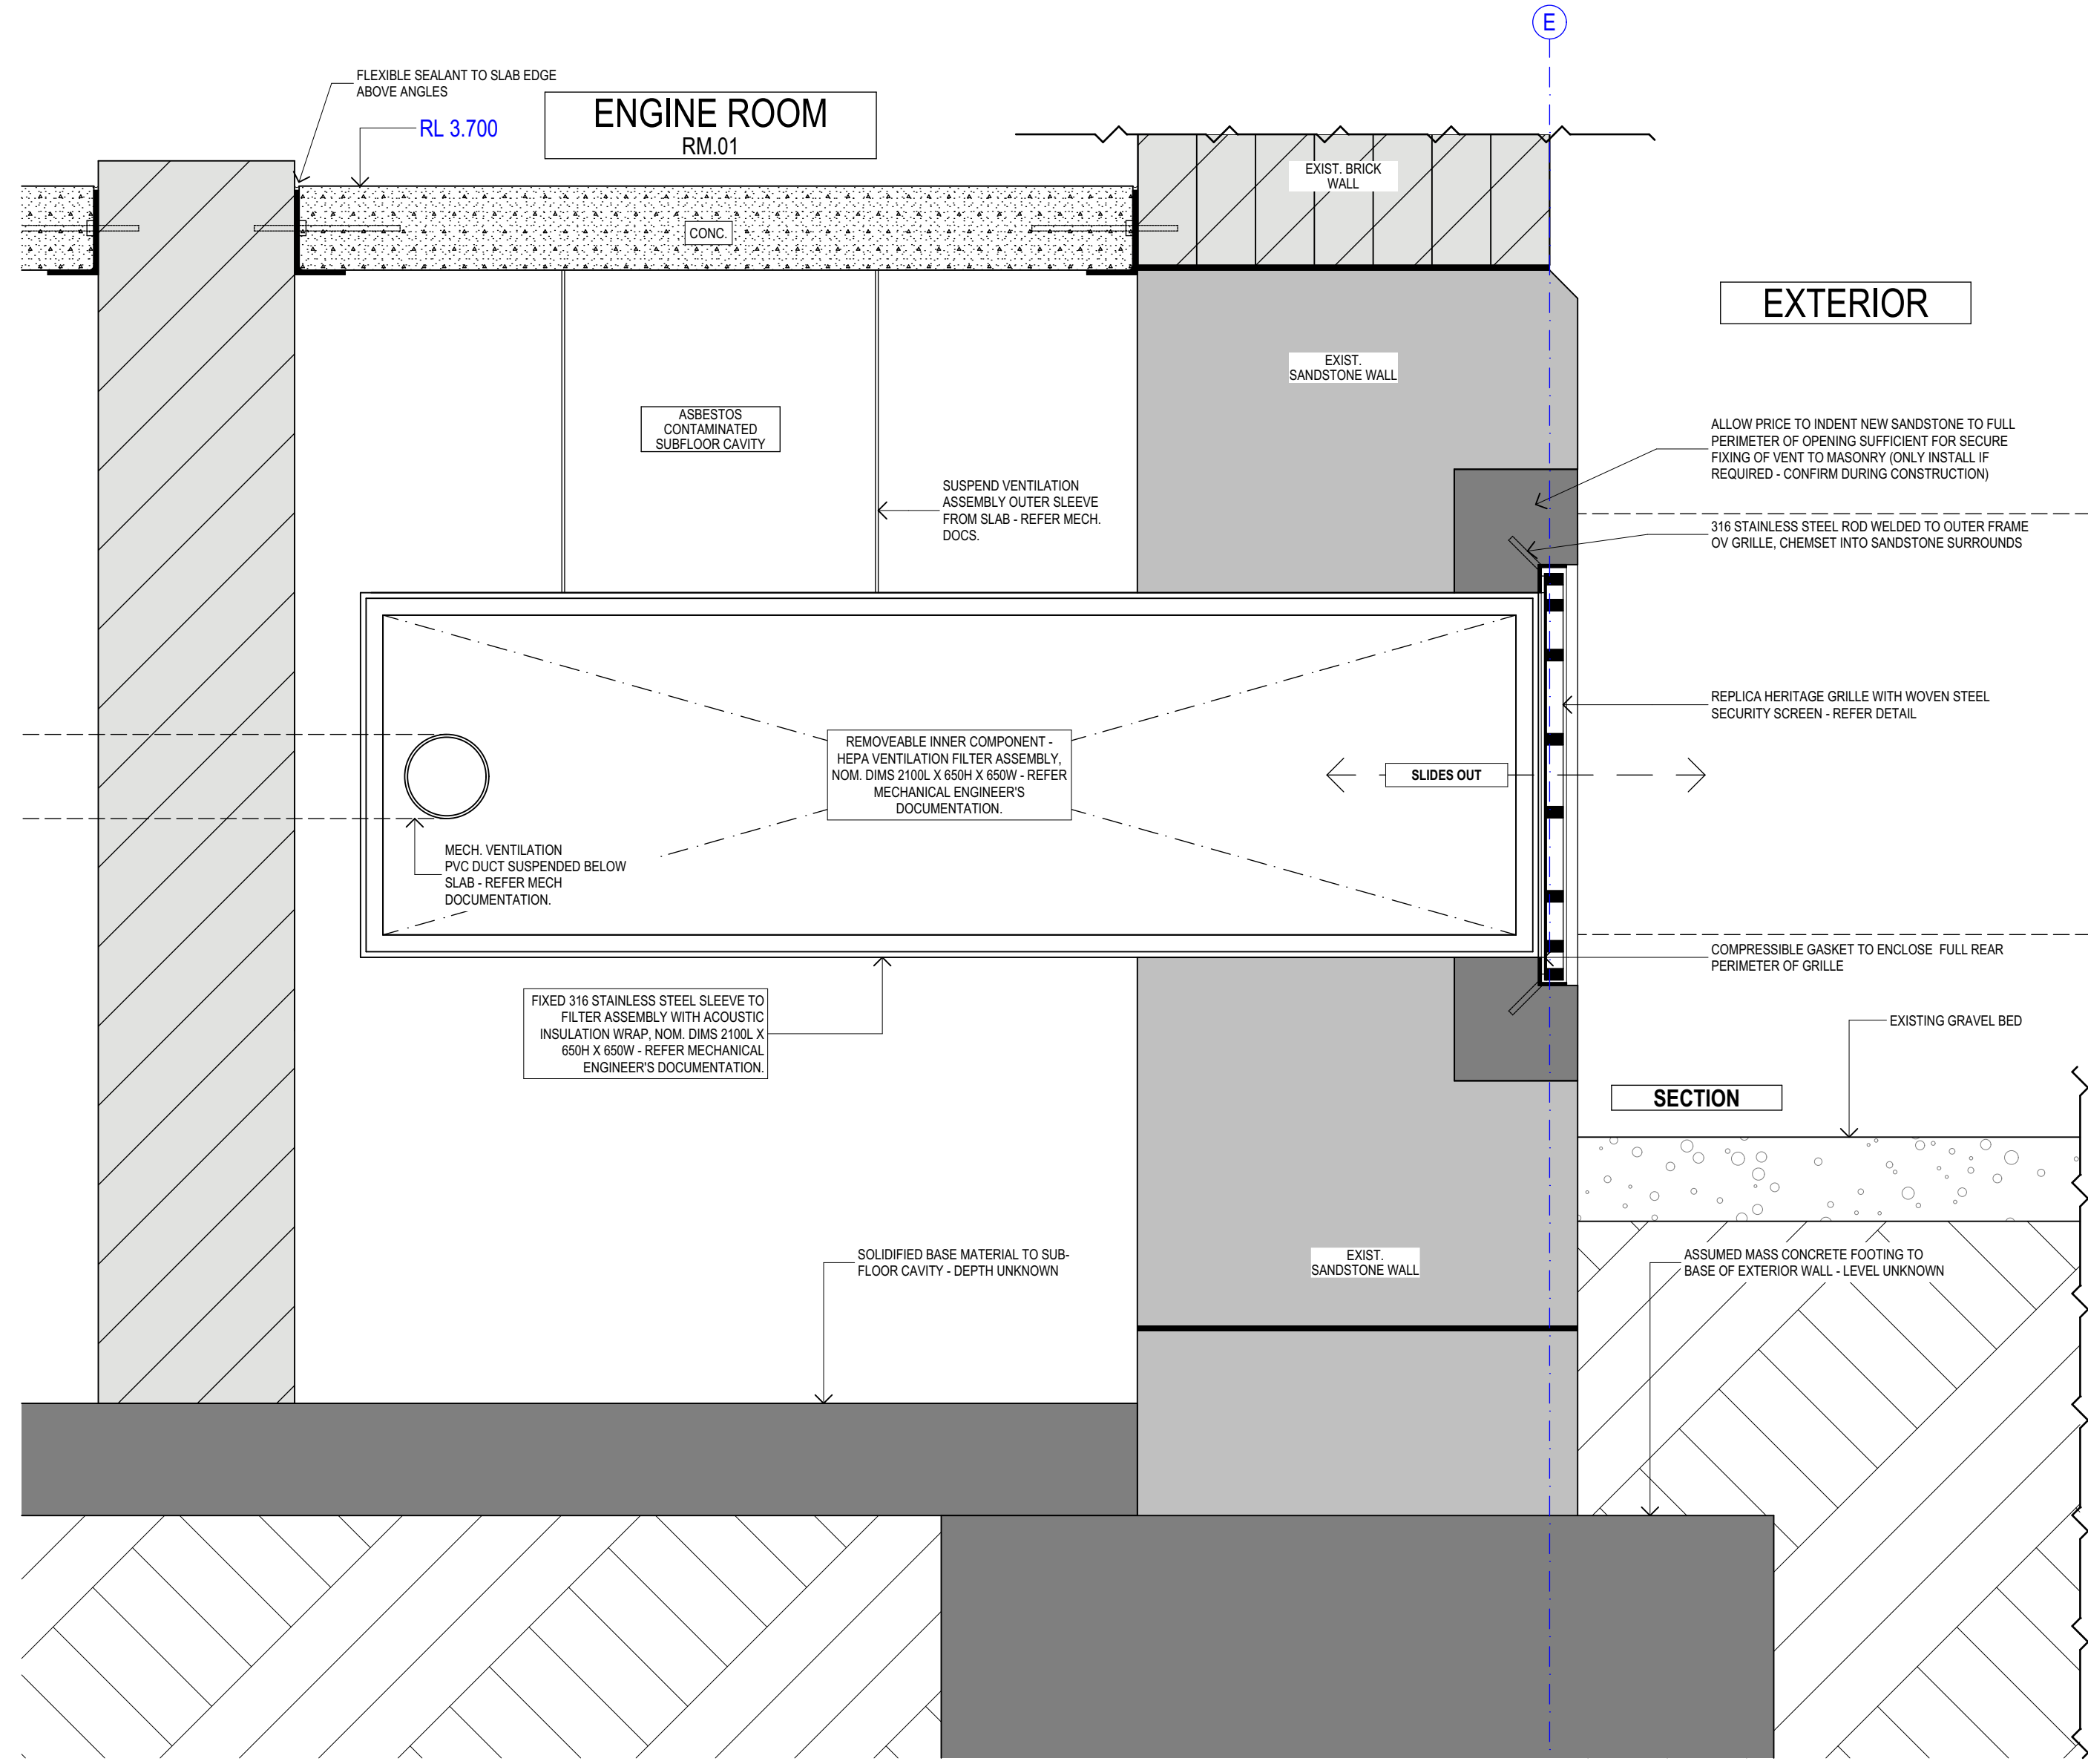 E
FLEXIBLE SEALANT TO SLAB EDGE
ABOVE ANGLES
RL 3.700
ENGINE ROOM
RM.01
EXIST. BRICK
WALL
CONC.
EXTERIOR
EXIST.
SANDSTONE WALL
ASBESTOS
CONTAMINATED
SUBFLOOR CAVITY
ALLOW PRICE TO INDENT NEW SANDSTONE TO FULL
PERIMETER OF OPENING SUFFICIENT FOR SECURE
FIXING OF VENT TO MASONRY (ONLY INSTALL IF
REQUIRED - CONFIRM DURING CONSTRUCTION)
SUSPEND VENTILATION
ASSEMBLY OUTER SLEEVE
FROM SLAB - REFER MECH.
DOCS.
316 STAINLESS STEEL ROD WELDED TO OUTER FRAME
OV GRILLE, CHEMSET INTO SANDSTONE SURROUNDS
REPLICA HERITAGE GRILLE WITH WOVEN STEEL
SECURITY SCREEN - REFER DETAIL
REMOVEABLE INNER COMPONENT -
HEPA VENTILATION FILTER ASSEMBLY,
NOM. DIMS 2100L X 650H X 650W - REFER
MECHANICAL ENGINEER'S
DOCUMENTATION.
SLIDES OUT
MECH. VENTILATION
PVC DUCT SUSPENDED BELOW
SLAB - REFER MECH
DOCUMENTATION.
COMPRESSIBLE GASKET TO ENCLOSE FULL REAR
PERIMETER OF GRILLE
FIXED 316 STAINLESS STEEL SLEEVE TO
FILTER ASSEMBLY WITH ACOUSTIC
INSULATION WRAP, NOM. DIMS 2100L X
650H X 650W - REFER MECHANICAL
ENGINEER'S DOCUMENTATION.
EXISTING GRAVEL BED
SECTION
SOLIDIFIED BASE MATERIAL TO SUB-
FLOOR CAVITY - DEPTH UNKNOWN
EXIST.
SANDSTONE WALL
ASSUMED MASS CONCRETE FOOTING TO
BASE OF EXTERIOR WALL - LEVEL UNKNOWN